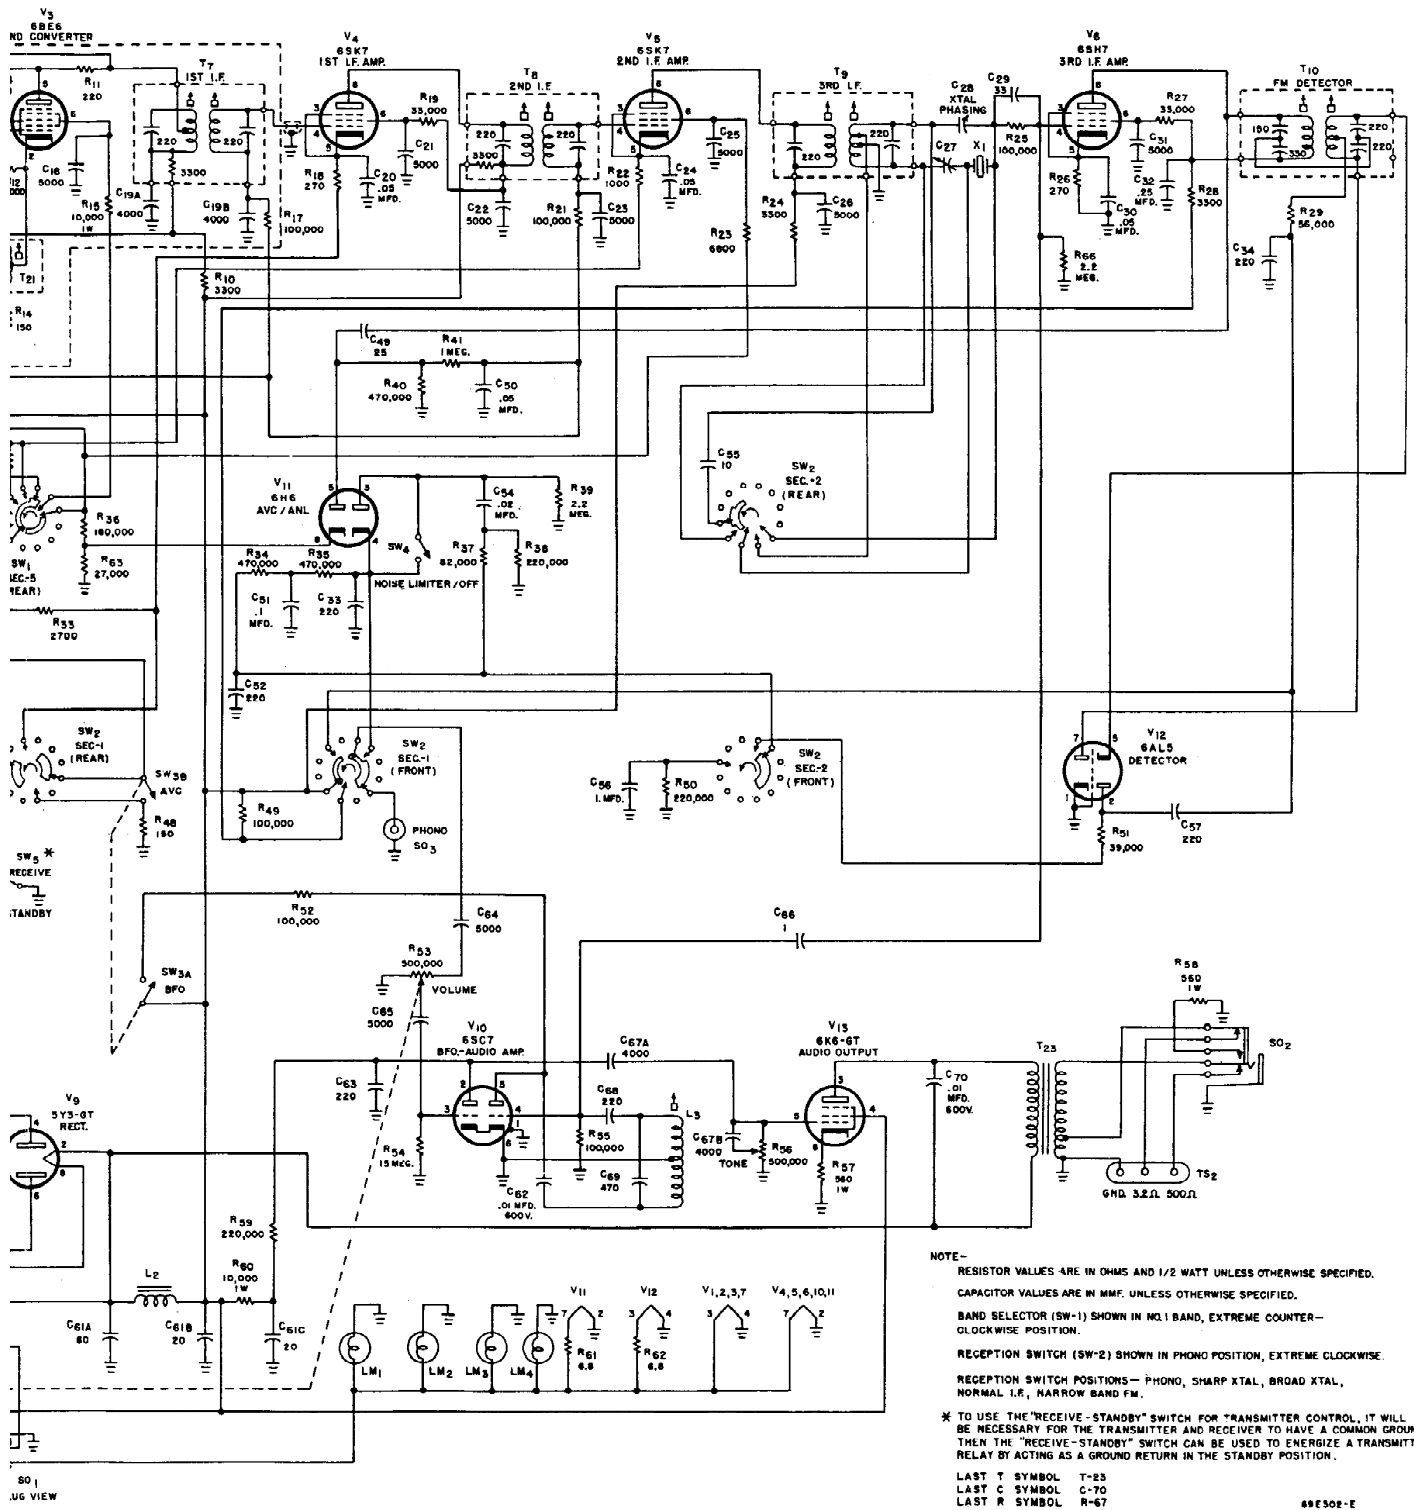 V3
6BE6
ND CONVERTER
R11
220
T7
1ST I.F.
V4
6SK7
1ST I.F. AMP.
R19
33,000
T8
2ND I.F.
V5
6SK7
2ND I.F. AMP.
T9
3RD I.F.
C28
XTAL
PHASING
C29
33
V6
6SH7
3RD I.F. AMP.
R27
33,000
T10
FM DETECTOR
C18
5000
220
220
3300
R15
10,000
1W
C19A
4000
C19B
4000
R17
100,000
R18
270
C20
.05
MFD.
C21
5000
220
220
3300
C22
5000
R21
100,000
C23
5000
R22
1000
C24
.05
MFD.
C25
5000
220
220
R24
3300
C26
5000
R23
6800
C27
X1
R25
100,000
R26
270
C30
.05
MFD.
C31
5000
C32
.25
MFD.
R28
3300
330
220
220
R29
56,000
C34
220
R66
2.2
MEG.
T21
R14
150
R10
3300
C49
25
R41
1 MEG.
R40
470,000
C50
.05
MFD.
V11
6H6
AVC / ANL
C54
.02
MFD.
R39
2.2
MEG.
C55
10
SW2
SEC.-2
(REAR)
R36
180,000
R63
27,000
SW1
SEC-5
REAR)
R34
470,000
R35
470,000
SW4
NOISE LIMITER/OFF
R37
82,000
R38
220,000
C51
.1
MFD.
C33
220
R33
2700
C52
220
SW2
SEC-1
(REAR)
SW3B
AVC
R48
150
SW2
SEC.-1
(FRONT)
R49
100,000
PHONO
SO3
C56
1. MFD.
R50
220,000
SW2
SEC-2
(FRONT)
V12
6AL5
DETECTOR
C57
220
R51
39,000
SW5 *
RECEIVE
TANDBY
R52
100,000
C64
5000
C66
1
SW3A
BFO
R53
500,000
VOLUME
C65
5000
V10
6SC7
BFO.-AUDIO AMP.
C67A
4000
V13
6K6-GT
AUDIO OUTPUT
R58
560
1W
SO2
T23
C63
220
C68
220
L3
C70
.01
MFD.
600V.
V9
5Y3-GT
RECT.
R54
15 MEG.
R55
100,000
C67B
4000
TONE
R56
500,000
R57
560
1W
C69
470
C62
.01 MFD.
600V.
TS2
GND. 3.2Ω 500Ω
R59
220,000
L2
R60
10,000
1W
C61A
60
C61B
20
C61C
20
LM1
LM2
LM3
LM4
V11
7 2
R61
6.8
V12
R62
6.8
V1,2,3,7
3 4
V4,5,6,10,11
7 2
NOTE-
RESISTOR VALUES ARE IN OHMS AND 1/2 WATT UNLESS OTHERWISE SPECIFIED.
CAPACITOR VALUES ARE IN MMF. UNLESS OTHERWISE SPECIFIED.
BAND SELECTOR (SW-1) SHOWN IN NO.1 BAND, EXTREME COUNTER-
CLOCKWISE POSITION.
RECEPTION SWITCH (SW-2) SHOWN IN PHONO POSITION, EXTREME CLOCKWISE.
RECEPTION SWITCH POSITIONS- PHONO, SHARP XTAL, BROAD XTAL,
NORMAL I.F., NARROW BAND FM.
* TO USE THE "RECEIVE-STANDBY" SWITCH FOR TRANSMITTER CONTROL, IT WILL
BE NECESSARY FOR THE TRANSMITTER AND RECEIVER TO HAVE A COMMON GROUN
THEN THE "RECEIVE-STANDBY" SWITCH CAN BE USED TO ENERGIZE A TRANSMITT
RELAY BY ACTING AS A GROUND RETURN IN THE STANDBY POSITION.
LAST T SYMBOL T-23
LAST C SYMBOL C-70
LAST R SYMBOL R-67
69E302-E
SO1
UG VIEW